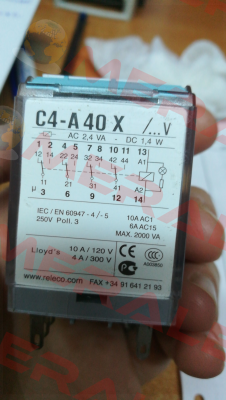 C4-A40 X /...V
AC 2,4 VA DC 1,4 W
1 2 4 5 7 8 10 11 13
12 14 22 24 32 34 42 44 A1
11 21 31 41 A2
µ 3 6 9 12 14
IEC / EN 60947 - 4 / - 5
250V Poll. 3
10A AC1
6A AC15
MAX. 2000 VA
Lloyd's 10 A / 120 V
4 A / 300 V
www.releco.com FAX +34 91 641 21 93